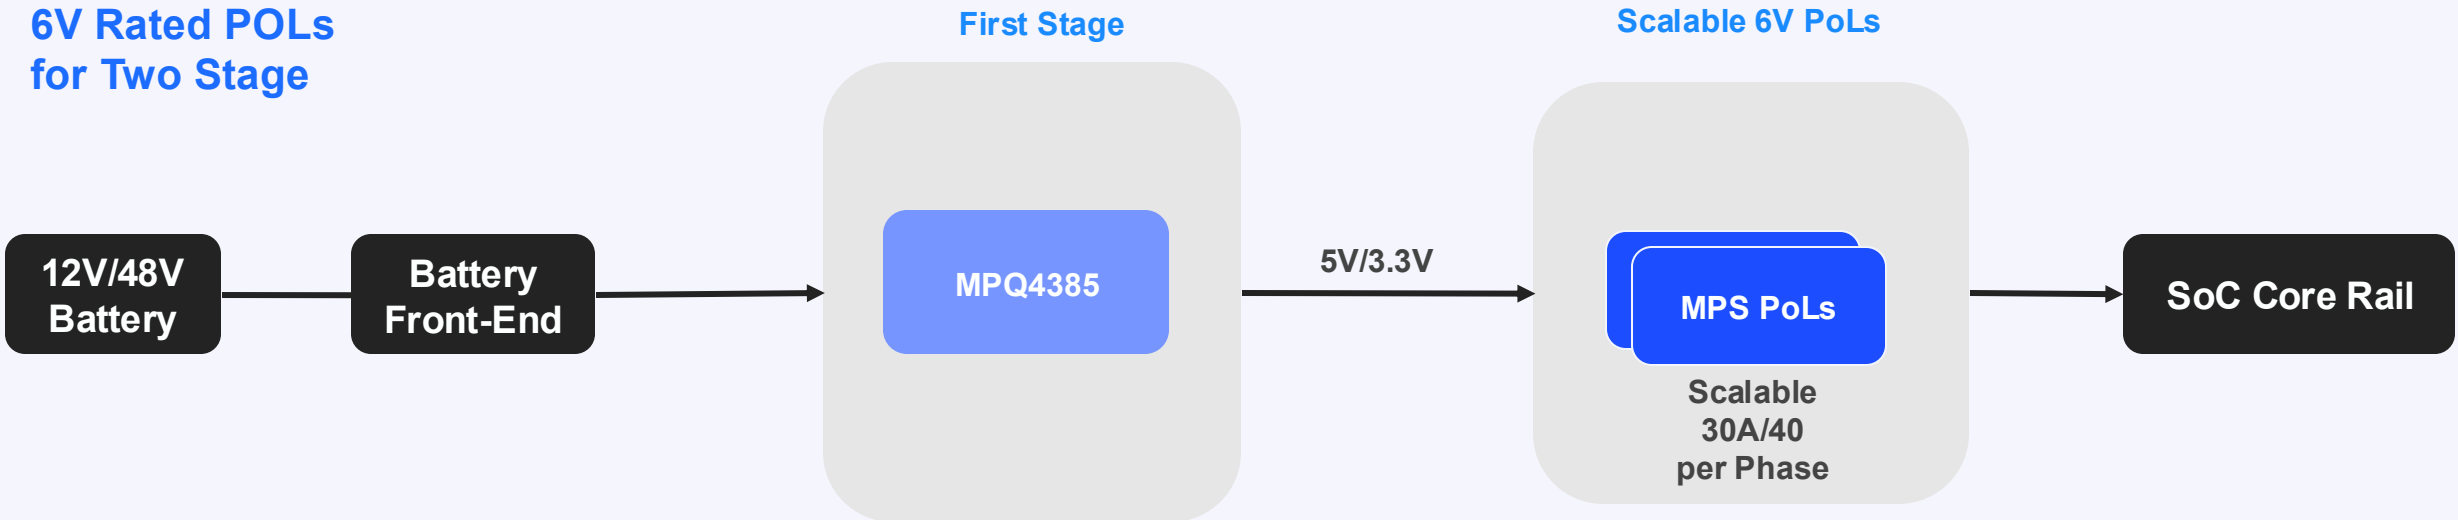 6V Rated POLs
for Two Stage
First Stage
Scalable 6V PoLs
12V/48V
Battery
Battery
Front-End
MPQ4385
5V/3.3V
MPS PoLs
Scalable
30A/40
per Phase
SoC Core Rail